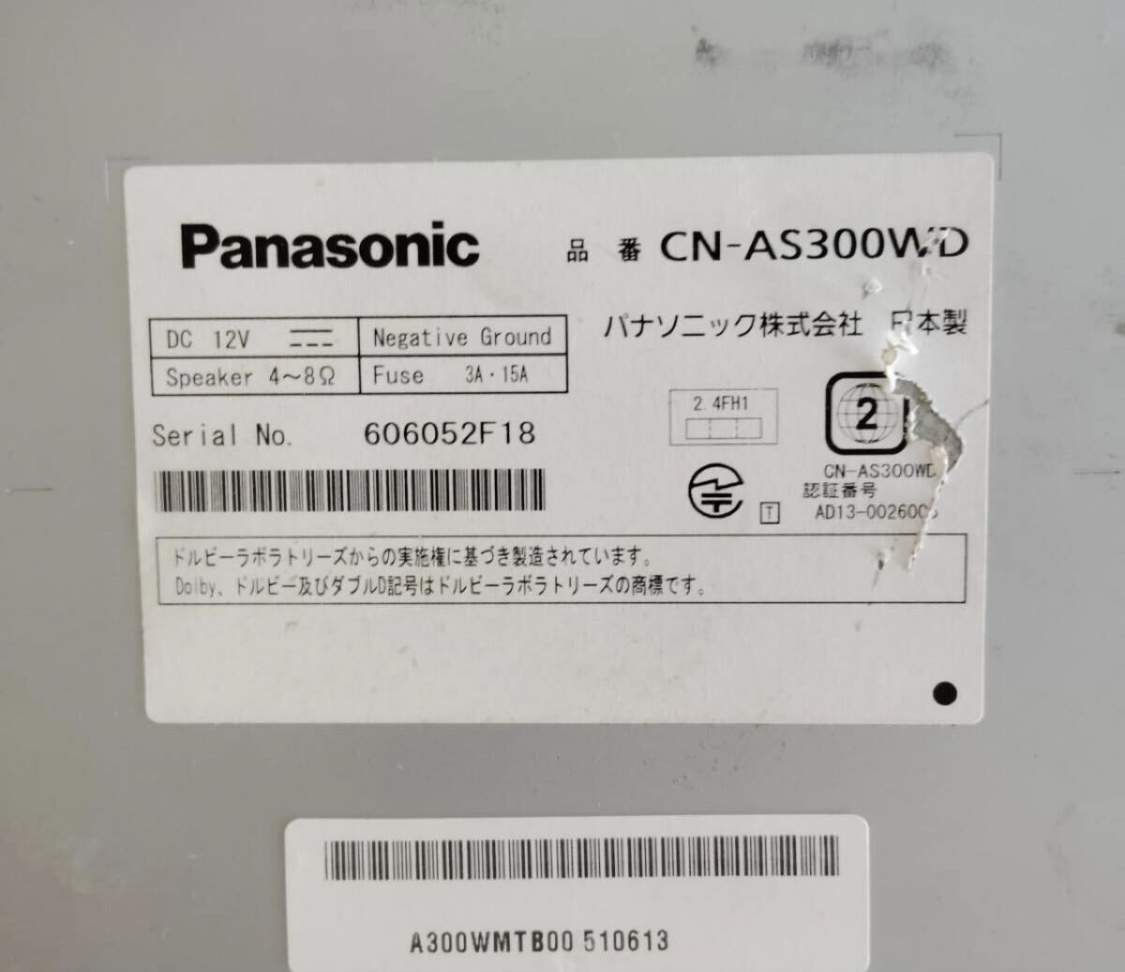 Panasonic 品番 CN-AS300WD
パナソニック株式会社 日本製
DC 12V Negative Ground
Speaker 4~8Ω Fuse 3A・15A
Serial No. 606052F18
2.4FH1
2
CN-AS300WD
認証番号
T
ドルビーラボラトリーズからの実施権に基づき製造されています。
Dolby、ドルビー及びダブルD記号はドルビーラボラトリーズの商標です。
A300WMTB00 510613